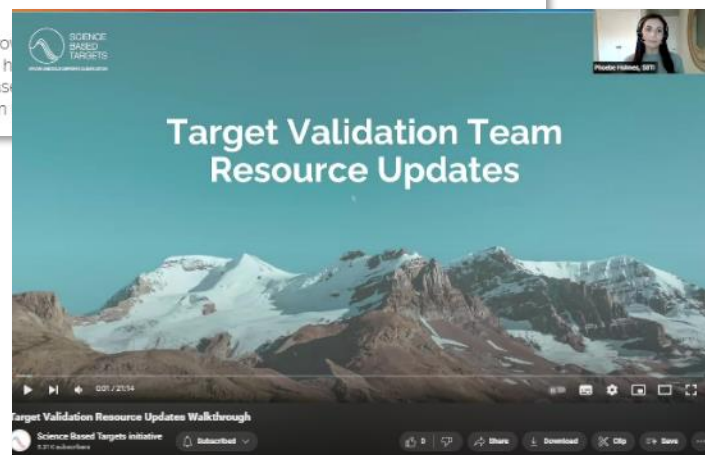 SCIENCE
BASED
TARGETS
Phoebe Holmes, SBTi
Target Validation Team
Resource Updates
0:01 / 21:14
Target Validation Resource Updates Walkthrough
Science Based Targets initiative
Subscribed
0
Share
Download
Clip
Save